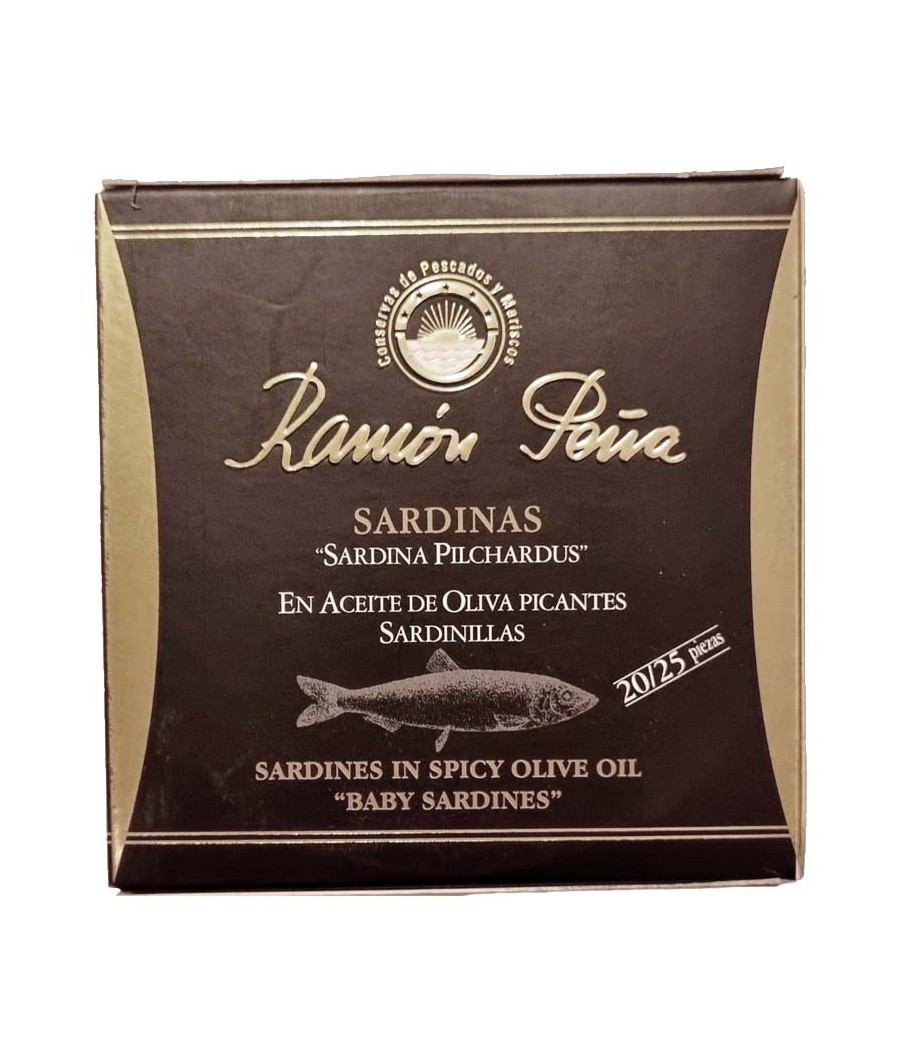 Conservas de Pescados y Mariscos
Ramón Peña
SARDINAS
“SARDINA PILCHARDUS”
EN ACEITE DE OLIVA PICANTES
SARDINILLAS
20/25 piezas
SARDINES IN SPICY OLIVE OIL
“BABY SARDINES”